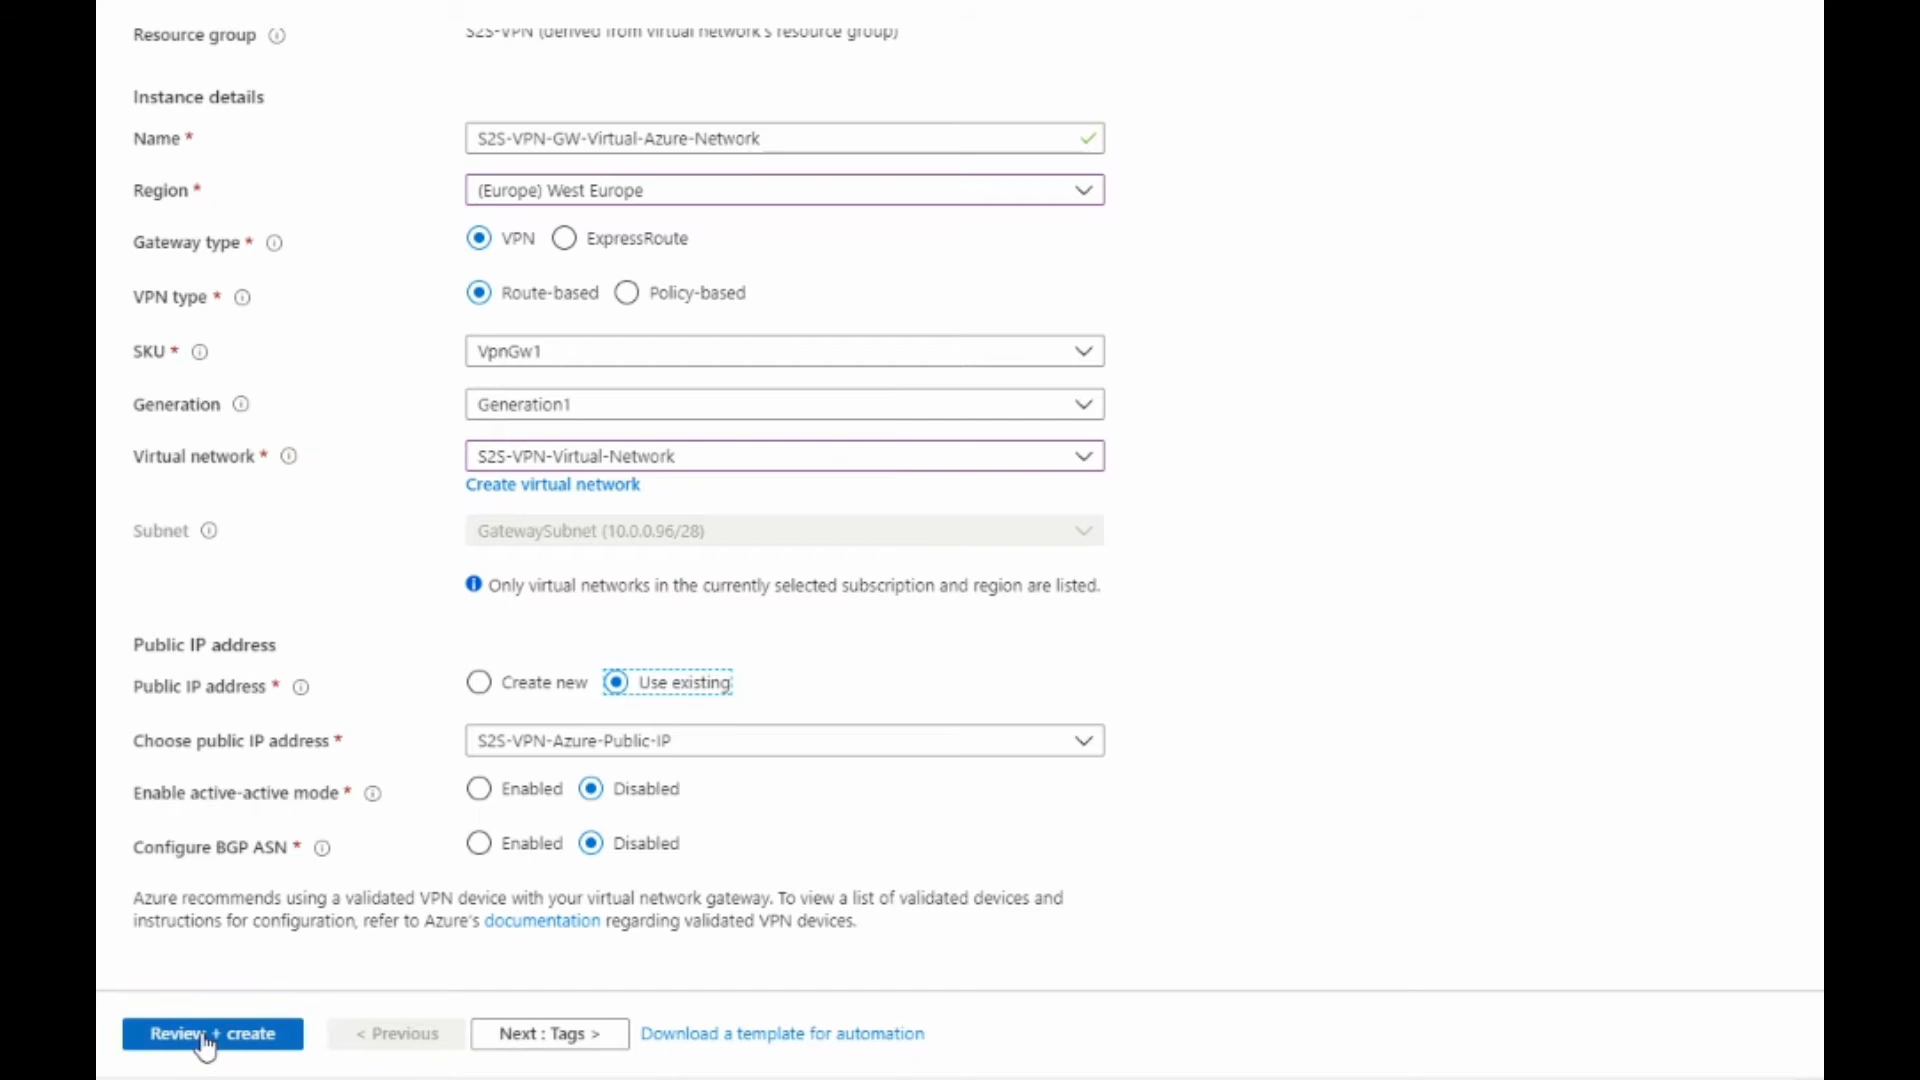 Resource group
S2S-VPN (derived from virtual network's resource group)
Instance details
Name *
S2S-VPN-GW-Virtual-Azure-Network
Region *
(Europe) West Europe
Gateway type *
VPN
ExpressRoute
VPN type *
Route-based
Policy-based
SKU *
VpnGw1
Generation
Generation1
Virtual network *
S2S-VPN-Virtual-Network
Create virtual network
Subnet
GatewaySubnet (10.0.0.96/28)
Only virtual networks in the currently selected subscription and region are listed.
Public IP address
Public IP address *
Create new
Use existing
Choose public IP address *
S2S-VPN-Azure-Public-IP
Enable active-active mode *
Enabled
Disabled
Configure BGP ASN *
Enabled
Disabled
Azure recommends using a validated VPN device with your virtual network gateway. To view a list of validated devices and
instructions for configuration, refer to Azure's documentation regarding validated VPN devices.
Review + create
< Previous
Next : Tags >
Download a template for automation